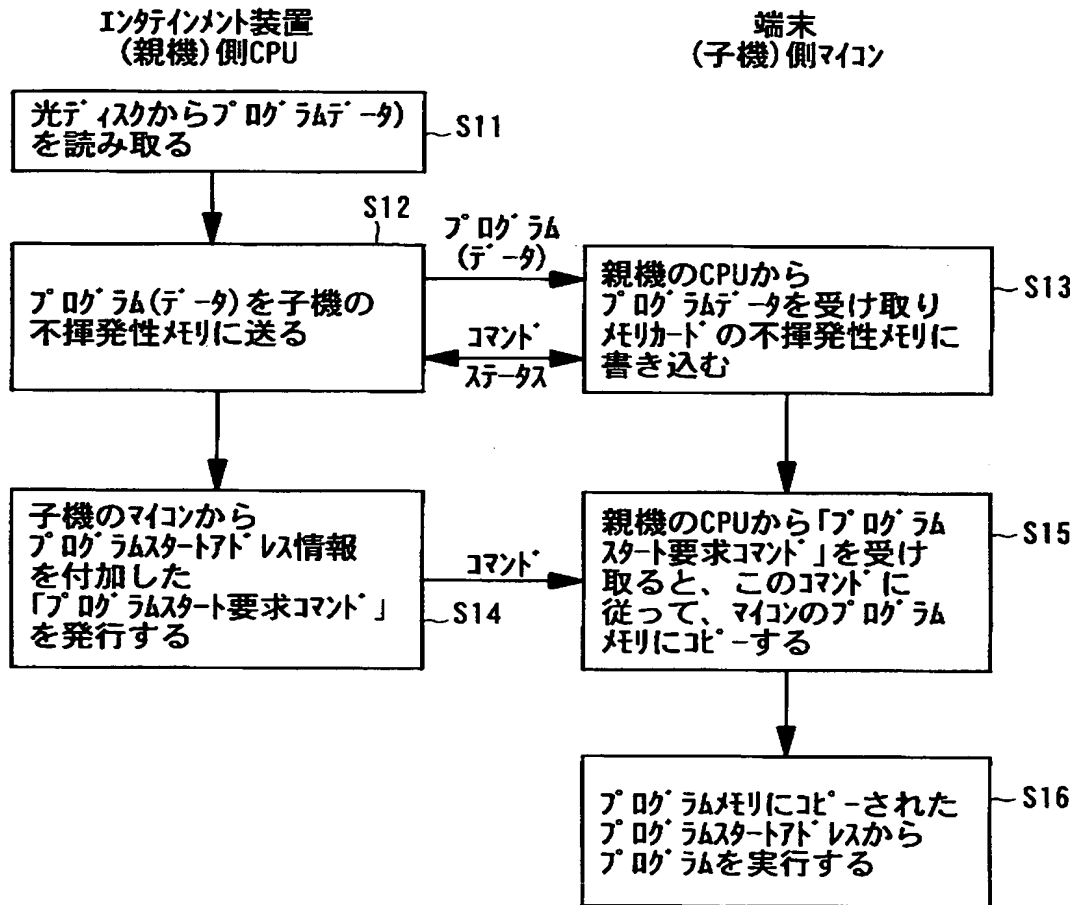 エンタテインメント装置
(親機)側CPU
端末
(子機)側マイコン
光ディスクからプログラムデータ)
を読み取る
S11
S12
プログラム
(データ)
プログラム(データ)を子機の
不揮発性メモリに送る
コマンド
ステータス
親機のCPUから
プログラムデータを受け取り
メモリカードの不揮発性メモリに
書き込む
S13
子機のマイコンから
プログラムスタートアドレス情報
を付加した
「プログラムスタート要求コマンド」
を発行する
S14
コマンド
親機のCPUから「プログラム
スタート要求コマンド」を受け
取ると、このコマンドに
従って、マイコンのプログラム
メモリにコピーする
S15
プログラムメモリにコピーされた
プログラムスタートアドレスから
プログラムを実行する
S16